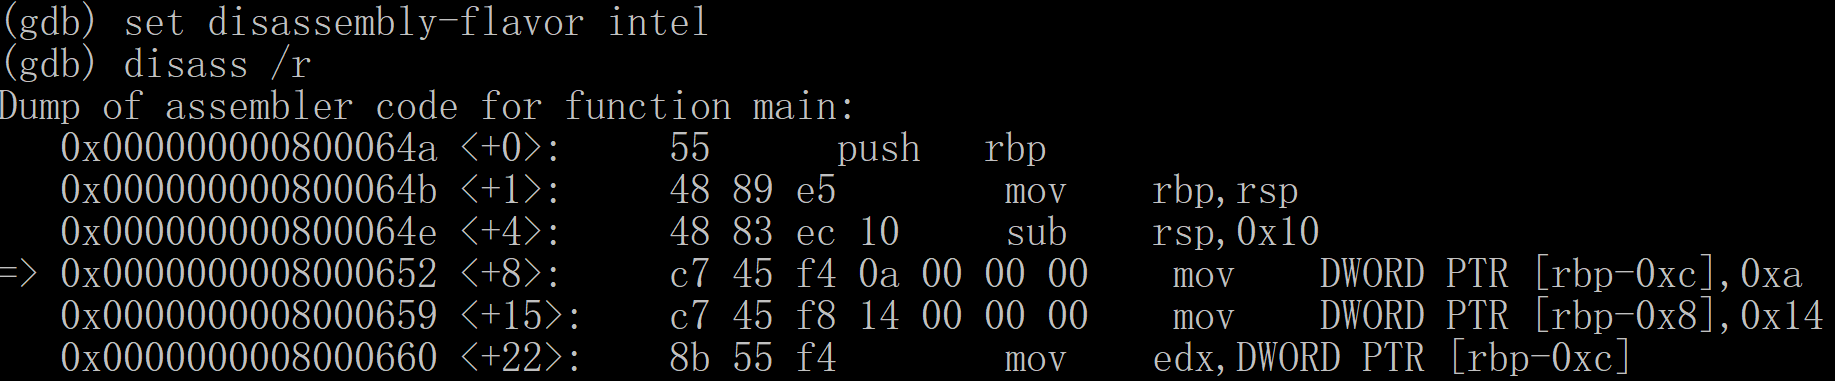 (gdb) set disassembly-flavor intel
(gdb) disass /r
Dump of assembler code for function main:
   0x000000000800064a <+0>:     55      push   rbp
   0x000000000800064b <+1>:     48 89 e5        mov    rbp,rsp
   0x000000000800064e <+4>:     48 83 ec 10     sub    rsp,0x10
=> 0x0000000008000652 <+8>:     c7 45 f4 0a 00 00 00    mov    DWORD PTR [rbp-0xc],0xa
   0x0000000008000659 <+15>:    c7 45 f8 14 00 00 00    mov    DWORD PTR [rbp-0x8],0x14
   0x0000000008000660 <+22>:    8b 55 f4        mov    edx,DWORD PTR [rbp-0xc]